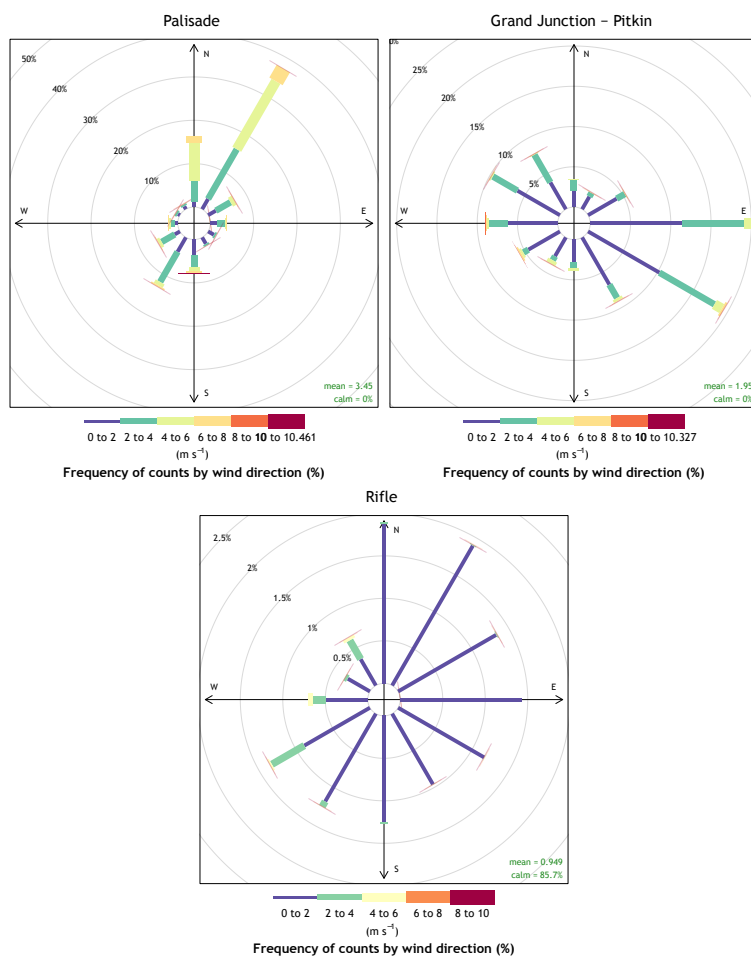 Palisade
50%
40%
30%
20%
10%
N
W
E
S
mean = 3.45
calm = 0%
0 to 2 2 to 4 4 to 6 6 to 8 8 to 10 to 10.461
(m s⁻¹)
Frequency of counts by wind direction (%)
Grand Junction − Pitkin
0%
25%
20%
15%
10%
5%
N
W
E
S
mean = 1.95
calm = 0%
0 to 2 2 to 4 4 to 6 6 to 8 8 to 10 to 10.327
(m s⁻¹)
Frequency of counts by wind direction (%)
Rifle
2.5%
2%
1.5%
1%
0.5%
N
W
E
S
mean = 0.949
calm = 85.7%
0 to 2 2 to 4 4 to 6 6 to 8 8 to 10
(m s⁻¹)
Frequency of counts by wind direction (%)